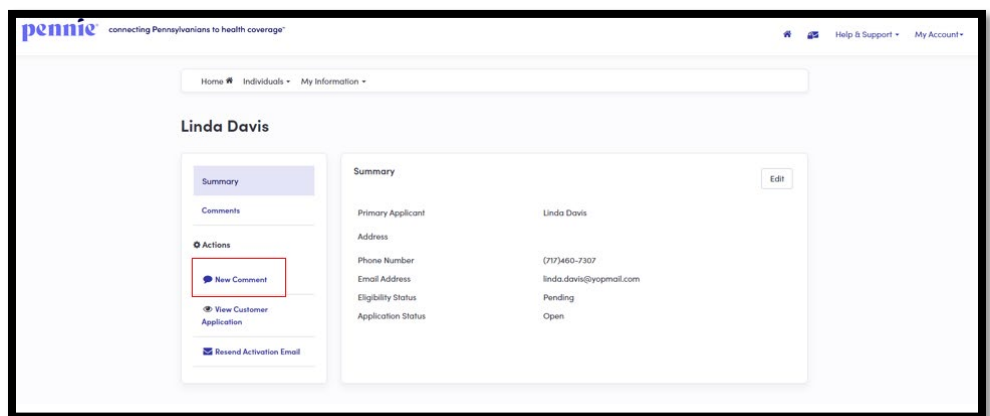 pennie connecting Pennsylvanians to health coverage™
Help & Support My Account
Home Individuals My Information
Linda Davis
Summary
Comments
Actions
New Comment
View Customer
Application
Resend Activation Email
Summary
Edit
Primary Applicant Linda Davis
Address
Phone Number (717)460-7307
Email Address linda.davis@yopmail.com
Eligibility Status Pending
Application Status Open